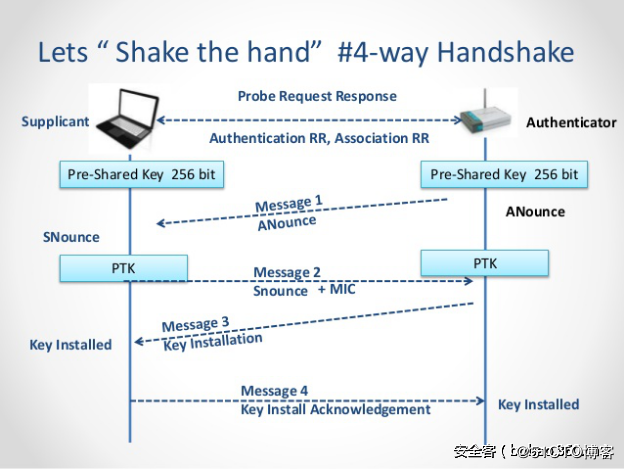 Lets “ Shake the hand” #4-way Handshake
Probe Request Response
Supplicant
Authenticator
Authentication RR, Association RR
Pre-Shared Key 256 bit
Pre-Shared Key 256 bit
Message 1
ANounce
ANounce
SNounce
PTK
PTK
Message 2
Snounce + MIC
Message 3
Key Installation
Key Installed
Message 4
Key Install Acknowledgement
Key Installed
安全客
@51CTO博客